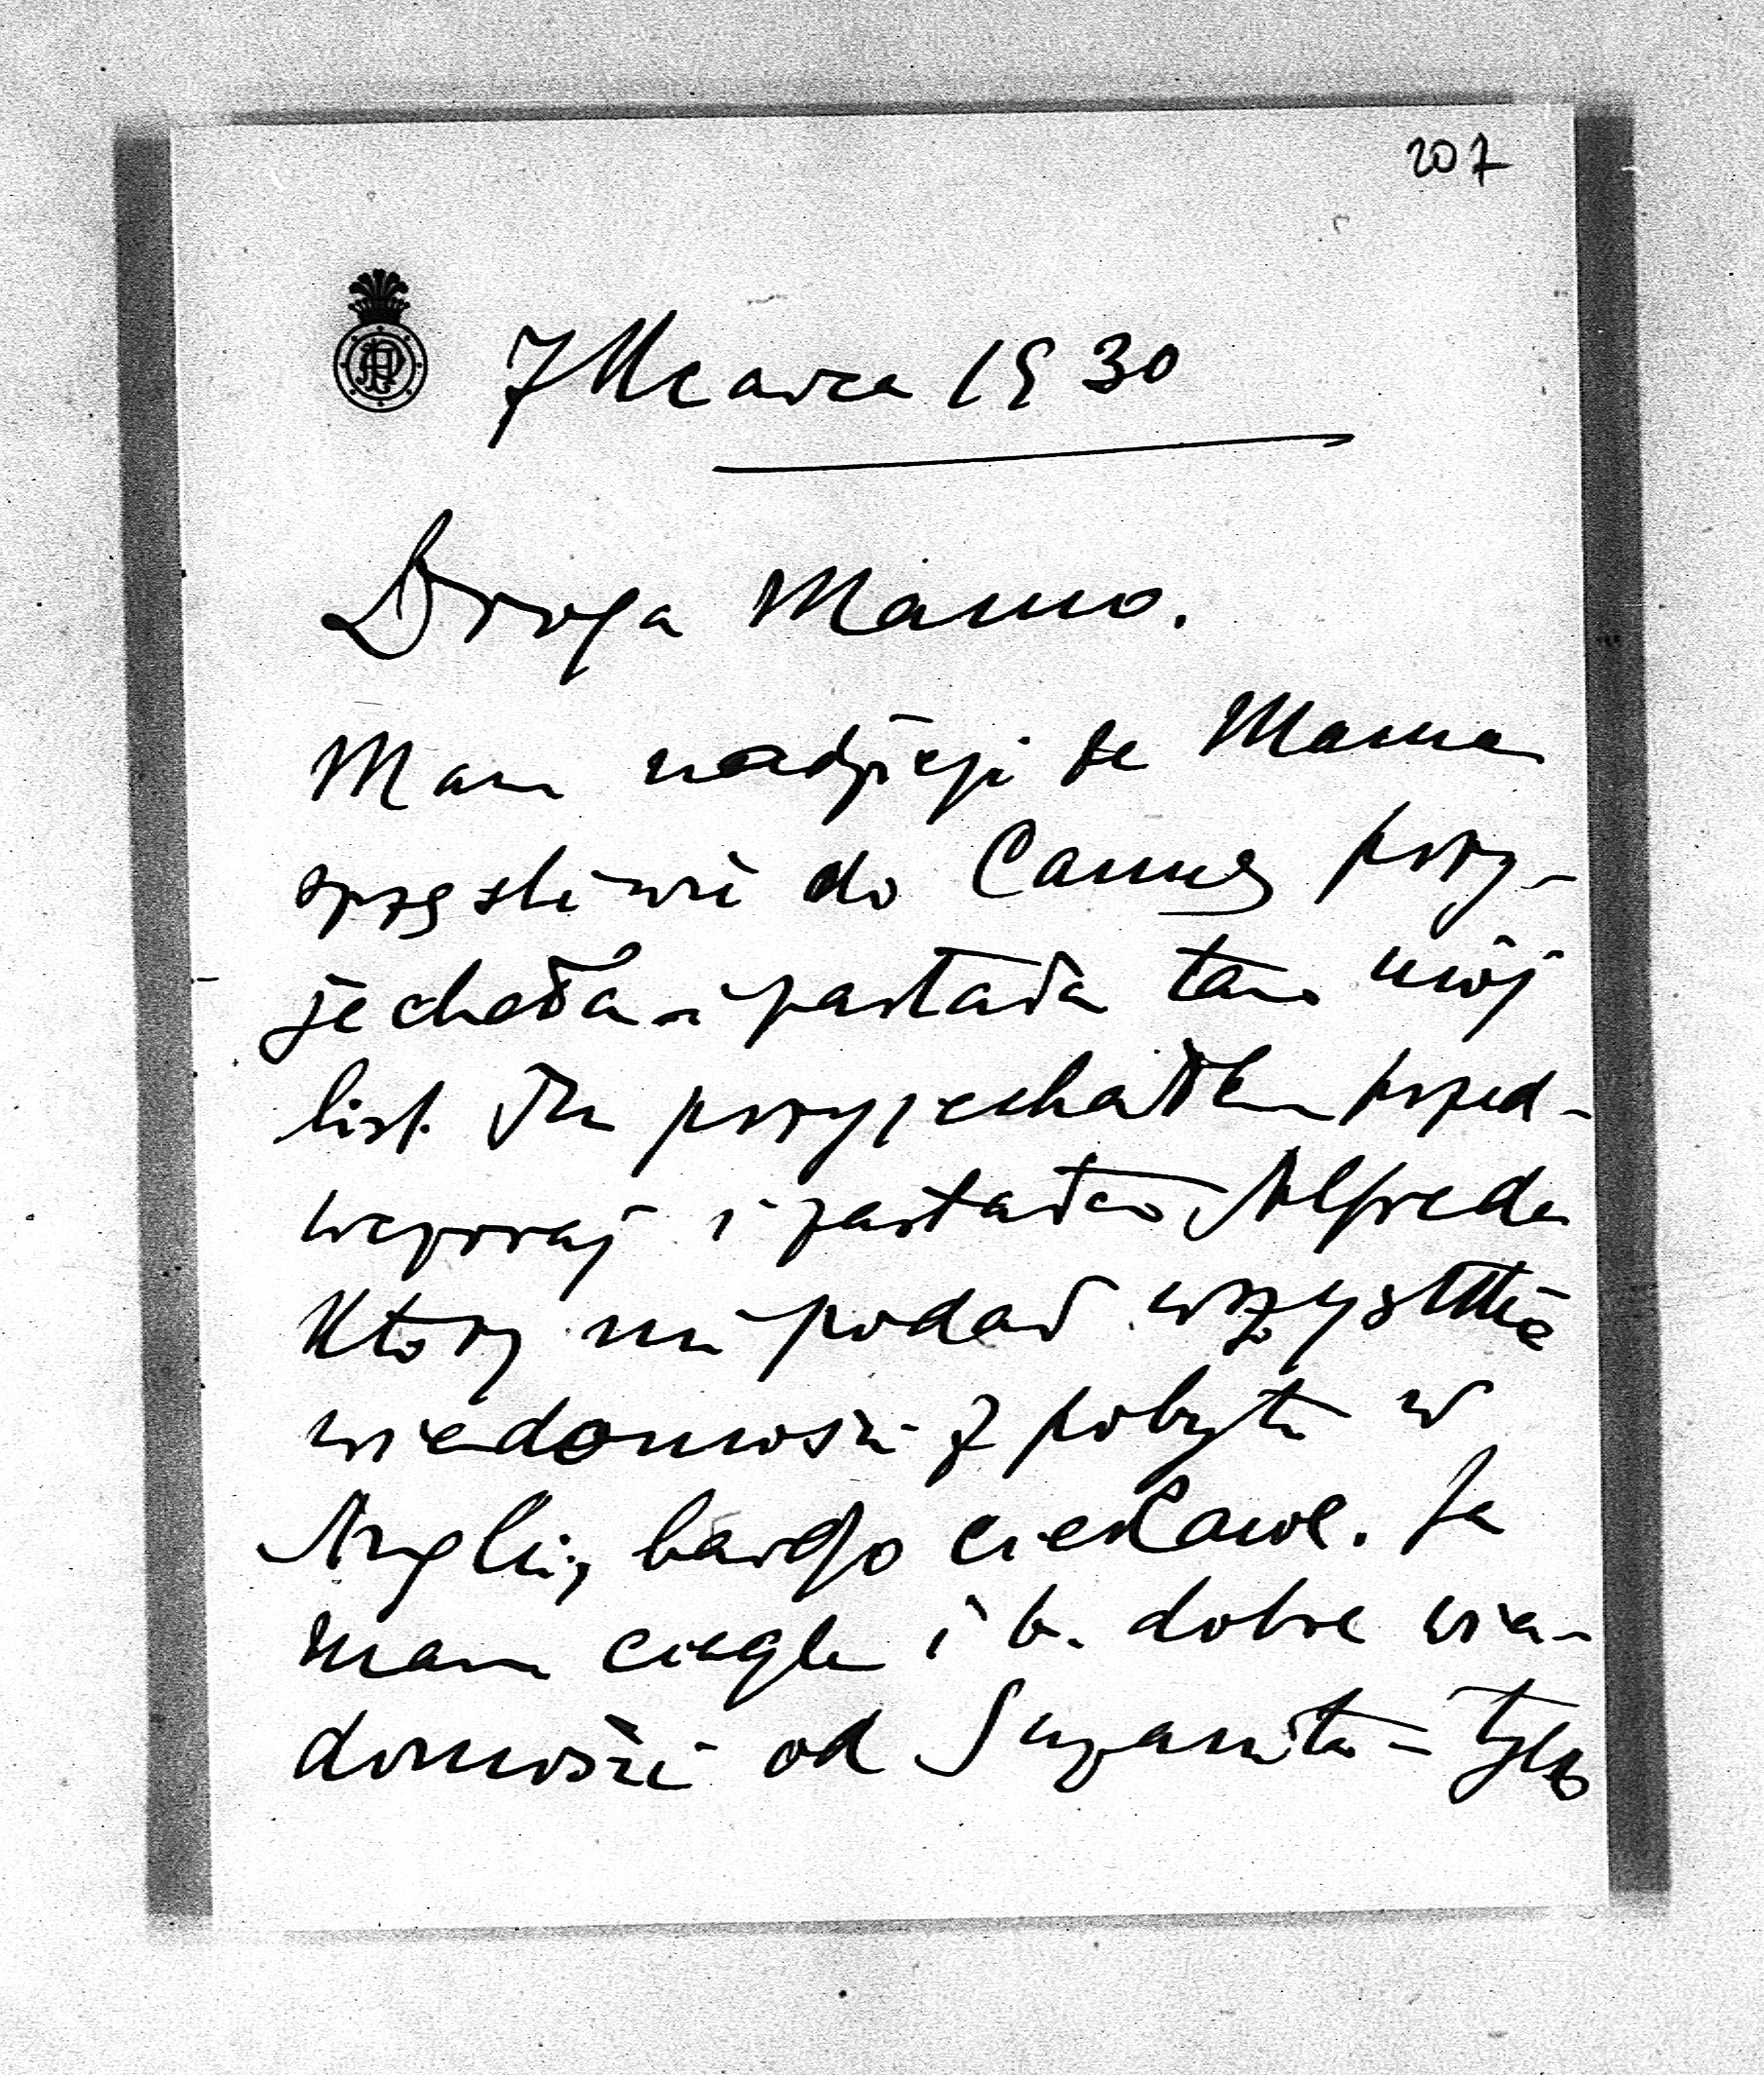 207
7 Marca 1930
Droga Mamo.
Mam nadzieji że Mama
szczęśliwie do Cannes przy-
jechała i zastała tam mój
list. Tu przyjechałem przed-
wczoraj i zastałem Alfreda
który mi podał wszystkie
wiadomości z pobytu w
Anglii, bardzo ciekawe. Ja
mam ciągle i b. dobre wia-
domości od - tylko